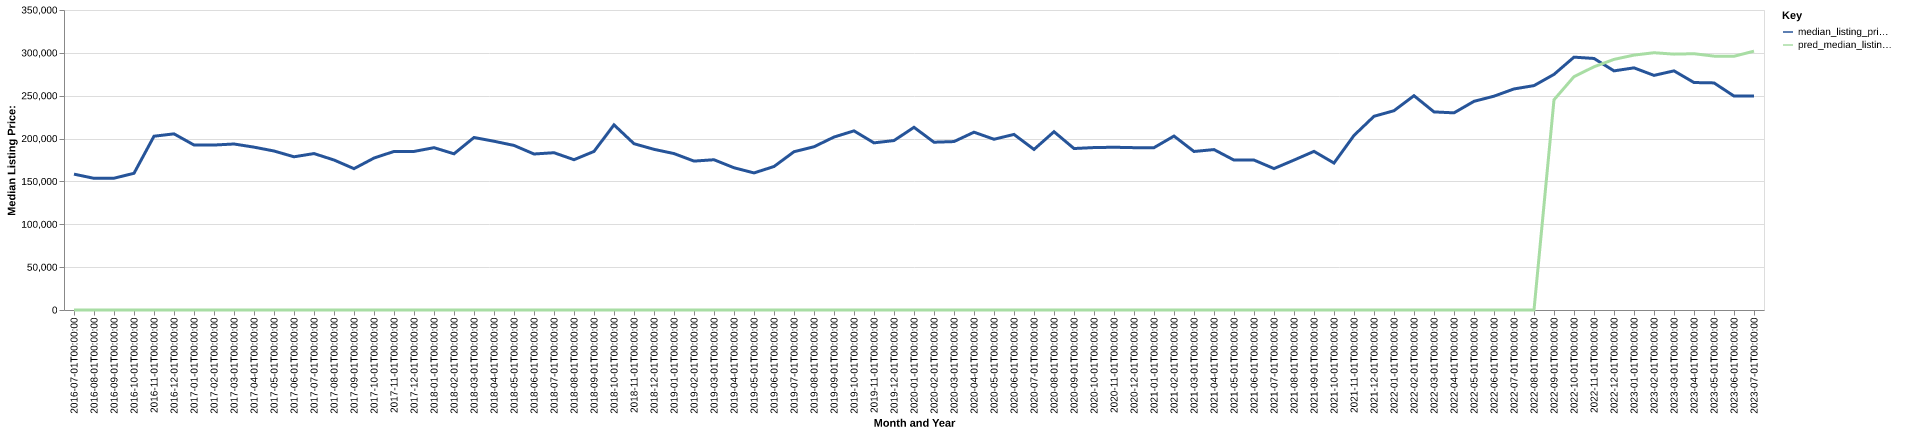 350,000
300,000
250,000
200,000
150,000
100,000
50,000
0
Median Listing Price:
2016-07-01T00:00:00
2016-08-01T00:00:00
2016-09-01T00:00:00
2016-10-01T00:00:00
2016-11-01T00:00:00
2016-12-01T00:00:00
2017-01-01T00:00:00
2017-02-01T00:00:00
2017-03-01T00:00:00
2017-04-01T00:00:00
2017-05-01T00:00:00
2017-06-01T00:00:00
2017-07-01T00:00:00
2017-08-01T00:00:00
2017-09-01T00:00:00
2017-10-01T00:00:00
2017-11-01T00:00:00
2017-12-01T00:00:00
2018-01-01T00:00:00
2018-02-01T00:00:00
2018-03-01T00:00:00
2018-04-01T00:00:00
2018-05-01T00:00:00
2018-06-01T00:00:00
2018-07-01T00:00:00
2018-08-01T00:00:00
2018-09-01T00:00:00
2018-10-01T00:00:00
2018-11-01T00:00:00
2018-12-01T00:00:00
2019-01-01T00:00:00
2019-02-01T00:00:00
2019-03-01T00:00:00
2019-04-01T00:00:00
2019-05-01T00:00:00
2019-06-01T00:00:00
2019-07-01T00:00:00
2019-08-01T00:00:00
2019-09-01T00:00:00
2019-10-01T00:00:00
2019-11-01T00:00:00
2019-12-01T00:00:00
2020-01-01T00:00:00
2020-02-01T00:00:00
2020-03-01T00:00:00
2020-04-01T00:00:00
2020-05-01T00:00:00
2020-06-01T00:00:00
2020-07-01T00:00:00
2020-08-01T00:00:00
2020-09-01T00:00:00
2020-10-01T00:00:00
2020-11-01T00:00:00
2020-12-01T00:00:00
2021-01-01T00:00:00
2021-02-01T00:00:00
2021-03-01T00:00:00
2021-04-01T00:00:00
2021-05-01T00:00:00
2021-06-01T00:00:00
2021-07-01T00:00:00
2021-08-01T00:00:00
2021-09-01T00:00:00
2021-10-01T00:00:00
2021-11-01T00:00:00
2021-12-01T00:00:00
2022-01-01T00:00:00
2022-02-01T00:00:00
2022-03-01T00:00:00
2022-04-01T00:00:00
2022-05-01T00:00:00
2022-06-01T00:00:00
2022-07-01T00:00:00
2022-08-01T00:00:00
2022-09-01T00:00:00
2022-10-01T00:00:00
2022-11-01T00:00:00
2022-12-01T00:00:00
2023-01-01T00:00:00
2023-02-01T00:00:00
2023-03-01T00:00:00
2023-04-01T00:00:00
2023-05-01T00:00:00
2023-06-01T00:00:00
2023-07-01T00:00:00
Month and Year
Key
median_listing_pri…
pred_median_listin…